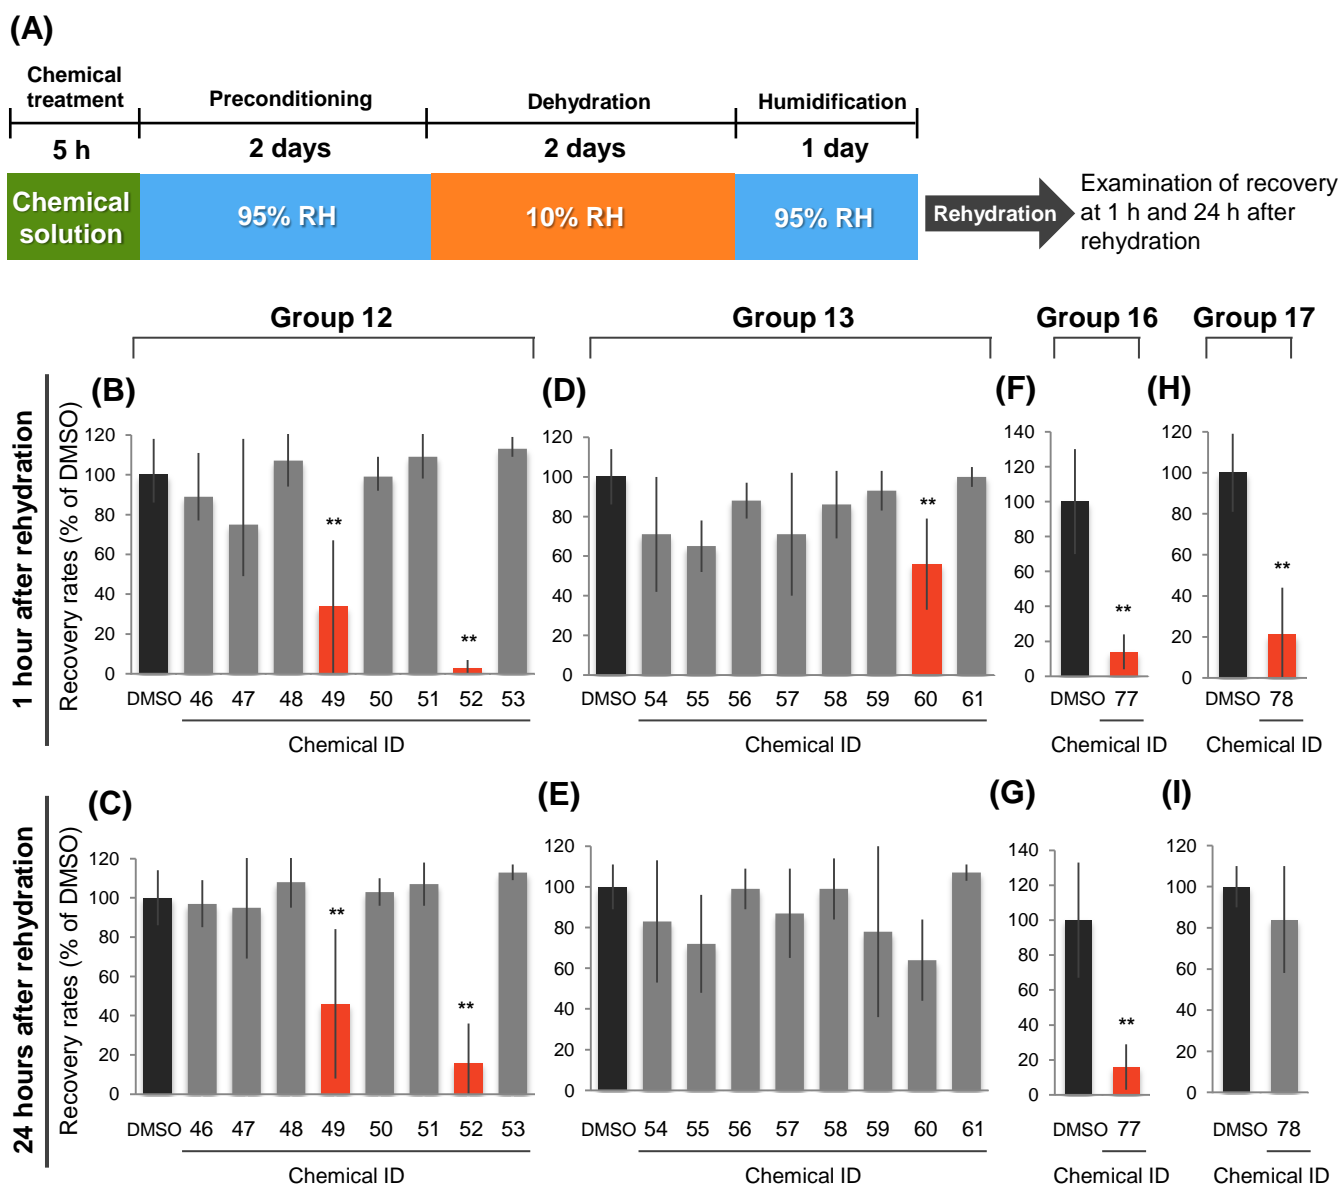 (A)
Chemical
treatment
Preconditioning
Dehydration
Humidification
5 h
2 days
2 days
1 day
Chemical
solution
95% RH
10% RH
95% RH
Rehydration
Examination of recovery
at 1 h and 24 h after
rehydration
Group 12
Group 13
Group 16
Group 17
1 hour after rehydration
(B)
Recovery rates (% of DMSO)
120
100
80
60
40
20
0
**
**
DMSO 46 47 48 49 50 51 52 53
Chemical ID
(D)
120
100
80
60
40
20
0
**
DMSO 54 55 56 57 58 59 60 61
Chemical ID
(F)
140
120
100
80
60
40
20
0
**
DMSO 77
Chemical ID
(H)
120
100
80
60
40
20
0
**
DMSO 78
Chemical ID
24 hours after rehydration
(C)
Recovery rates (% of DMSO)
120
100
80
60
40
20
0
**
**
DMSO 46 47 48 49 50 51 52 53
Chemical ID
(E)
120
100
80
60
40
20
0
DMSO 54 55 56 57 58 59 60 61
Chemical ID
(G)
140
120
100
80
60
40
20
0
**
DMSO 77
Chemical ID
(I)
120
100
80
60
40
20
0
DMSO 78
Chemical ID